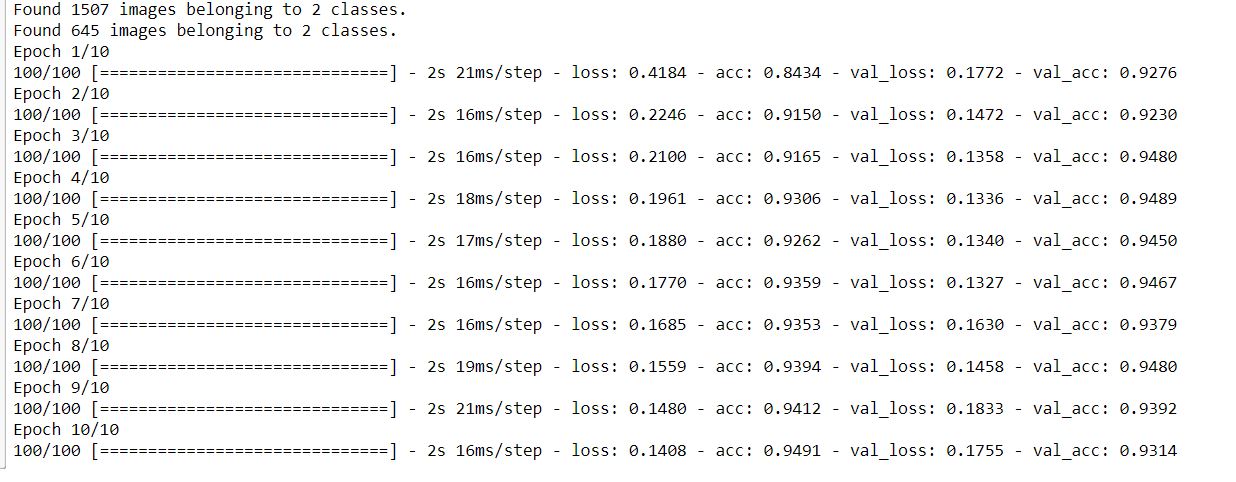 Found 1507 images belonging to 2 classes.
Found 645 images belonging to 2 classes.
Epoch 1/10
100/100 [==============================] - 2s 21ms/step - loss: 0.4184 - acc: 0.8434 - val_loss: 0.1772 - val_acc: 0.9276
Epoch 2/10
100/100 [==============================] - 2s 16ms/step - loss: 0.2246 - acc: 0.9150 - val_loss: 0.1472 - val_acc: 0.9230
Epoch 3/10
100/100 [==============================] - 2s 16ms/step - loss: 0.2100 - acc: 0.9165 - val_loss: 0.1358 - val_acc: 0.9480
Epoch 4/10
100/100 [==============================] - 2s 18ms/step - loss: 0.1961 - acc: 0.9306 - val_loss: 0.1336 - val_acc: 0.9489
Epoch 5/10
100/100 [==============================] - 2s 17ms/step - loss: 0.1880 - acc: 0.9262 - val_loss: 0.1340 - val_acc: 0.9450
Epoch 6/10
100/100 [==============================] - 2s 16ms/step - loss: 0.1770 - acc: 0.9359 - val_loss: 0.1327 - val_acc: 0.9467
Epoch 7/10
100/100 [==============================] - 2s 16ms/step - loss: 0.1685 - acc: 0.9353 - val_loss: 0.1630 - val_acc: 0.9379
Epoch 8/10
100/100 [==============================] - 2s 19ms/step - loss: 0.1559 - acc: 0.9394 - val_loss: 0.1458 - val_acc: 0.9480
Epoch 9/10
100/100 [==============================] - 2s 21ms/step - loss: 0.1480 - acc: 0.9412 - val_loss: 0.1833 - val_acc: 0.9392
Epoch 10/10
100/100 [==============================] - 2s 16ms/step - loss: 0.1408 - acc: 0.9491 - val_loss: 0.1755 - val_acc: 0.9314